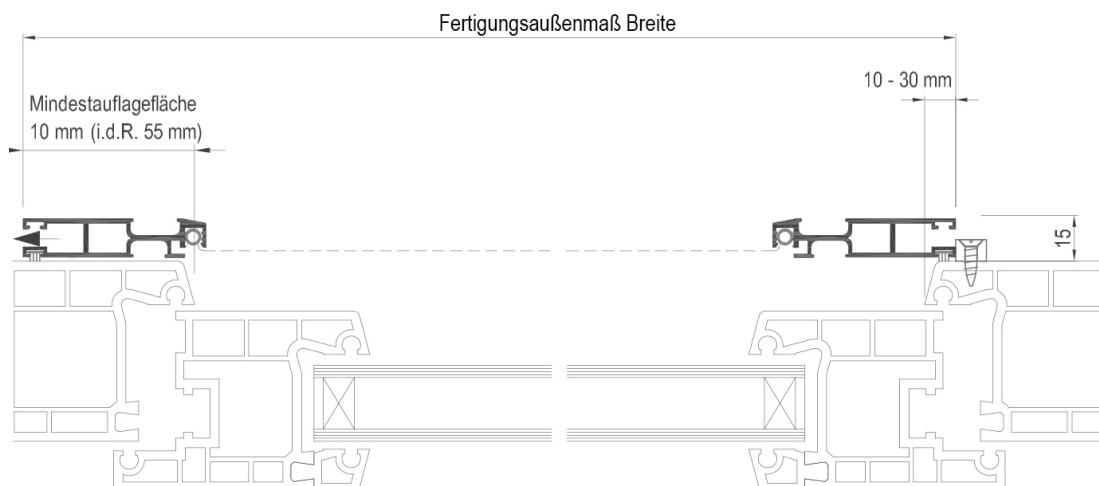 Fertigungsaußenmaß Breite
10 - 30 mm
Mindestauflagefläche
10 mm (i.d.R. 55 mm)
15